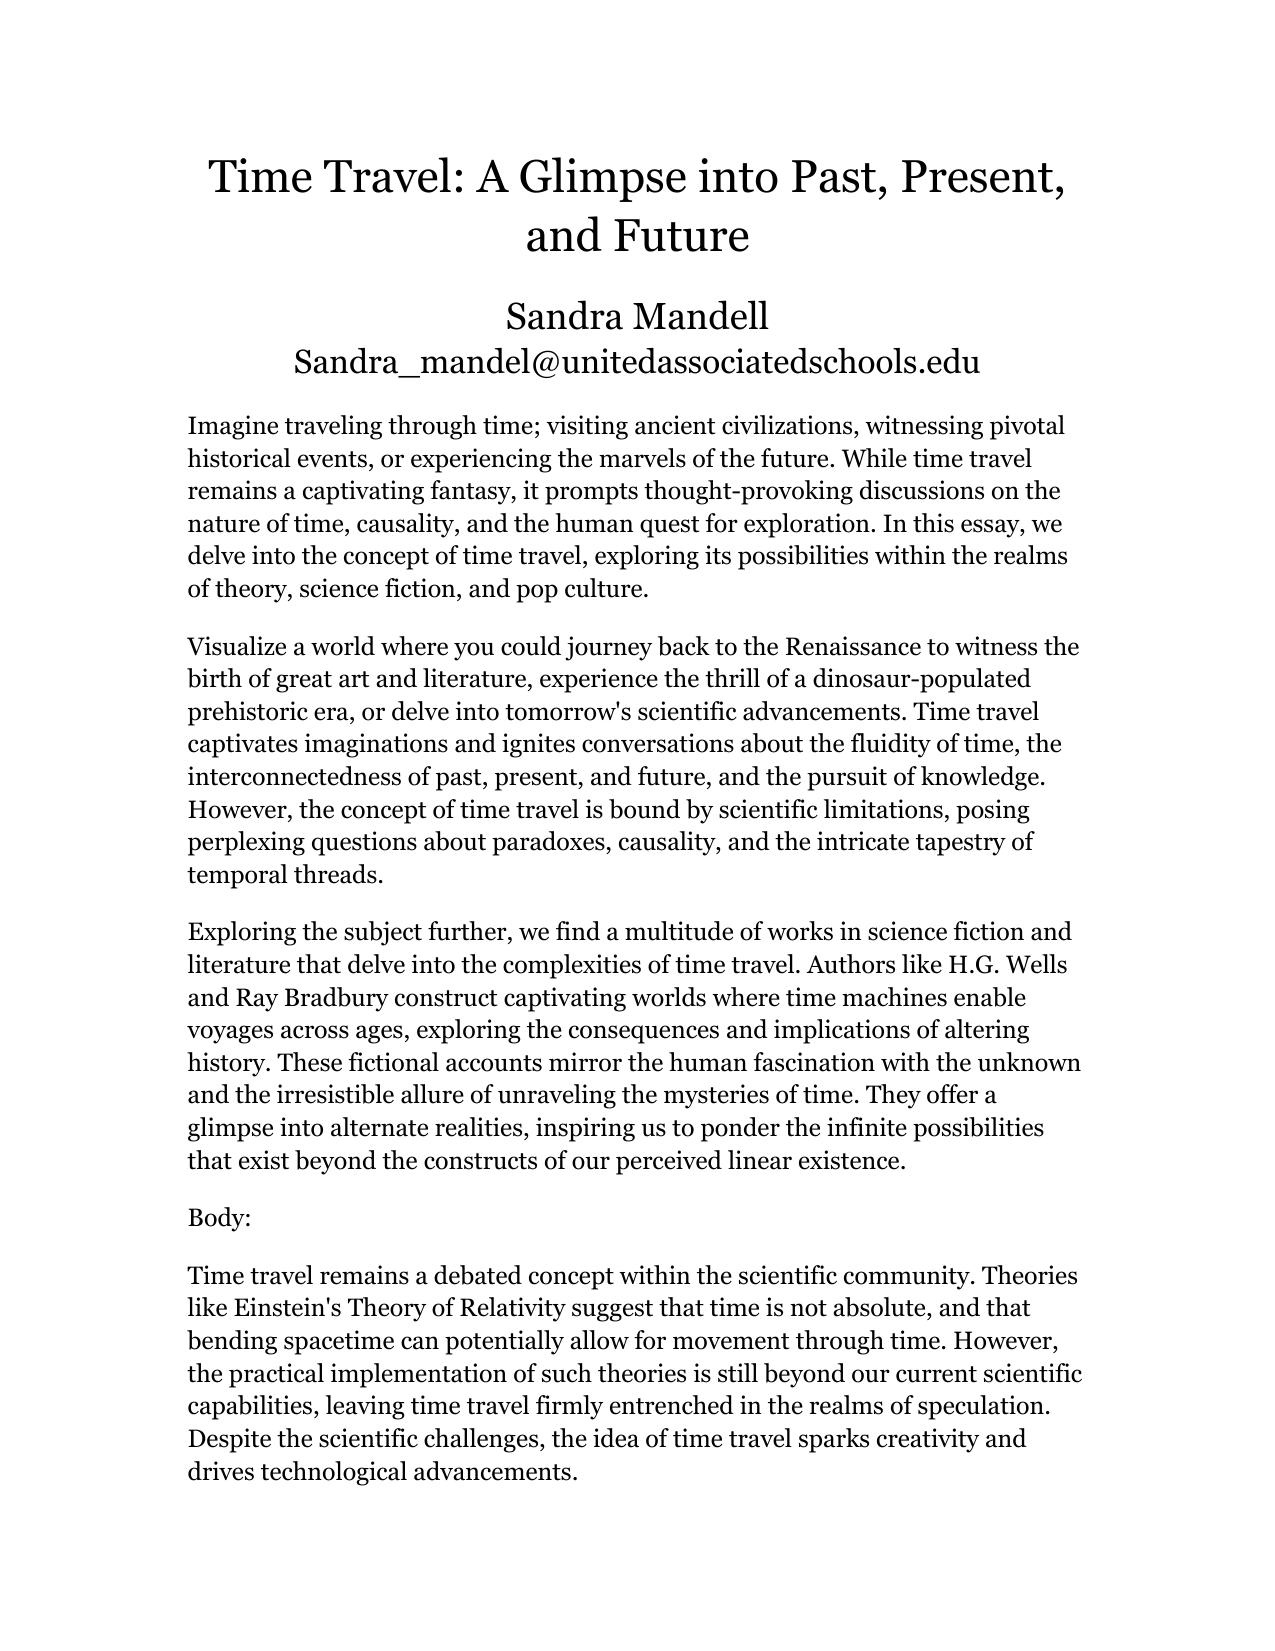 Time Travel: A Glimpse into Past, Present,
and Future
Sandra Mandell
Sandra_mandel@unitedassociatedschools.edu
Imagine traveling through time; visiting ancient civilizations, witnessing pivotal
historical events, or experiencing the marvels of the future. While time travel
remains a captivating fantasy, it prompts thought-provoking discussions on the
nature of time, causality, and the human quest for exploration. In this essay, we
delve into the concept of time travel, exploring its possibilities within the realms
of theory, science fiction, and pop culture.
Visualize a world where you could journey back to the Renaissance to witness the
birth of great art and literature, experience the thrill of a dinosaur-populated
prehistoric era, or delve into tomorrow's scientific advancements. Time travel
captivates imaginations and ignites conversations about the fluidity of time, the
interconnectedness of past, present, and future, and the pursuit of knowledge.
However, the concept of time travel is bound by scientific limitations, posing
perplexing questions about paradoxes, causality, and the intricate tapestry of
temporal threads.
Exploring the subject further, we find a multitude of works in science fiction and
literature that delve into the complexities of time travel. Authors like H.G. Wells
and Ray Bradbury construct captivating worlds where time machines enable
voyages across ages, exploring the consequences and implications of altering
history. These fictional accounts mirror the human fascination with the unknown
and the irresistible allure of unraveling the mysteries of time. They offer a
glimpse into alternate realities, inspiring us to ponder the infinite possibilities
that exist beyond the constructs of our perceived linear existence.
Body:
Time travel remains a debated concept within the scientific community. Theories
like Einstein's Theory of Relativity suggest that time is not absolute, and that
bending spacetime can potentially allow for movement through time. However,
the practical implementation of such theories is still beyond our current scientific
capabilities, leaving time travel firmly entrenched in the realms of speculation.
Despite the scientific challenges, the idea of time travel sparks creativity and
drives technological advancements.